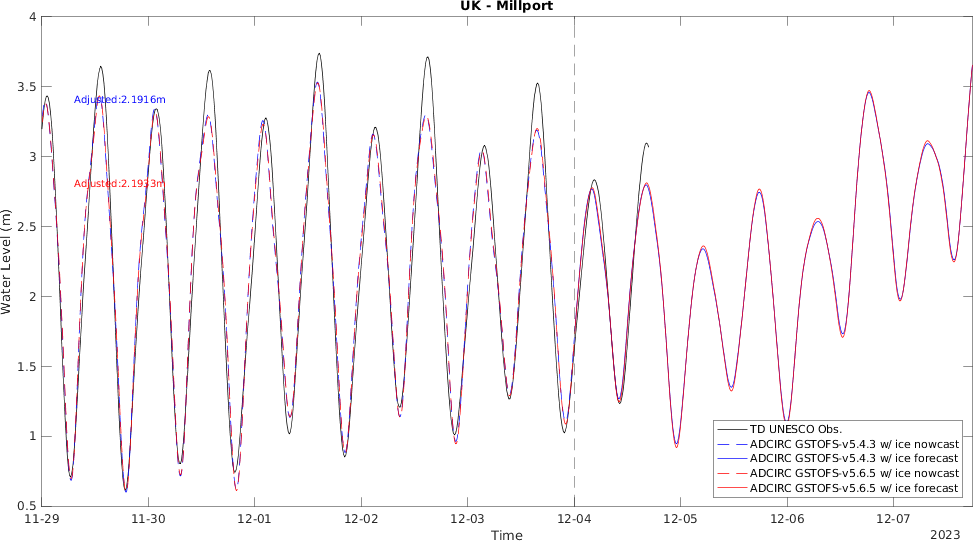 UK - Millport
4
3.5
3
2.5
2
1.5
1
0.5
Water Level (m)
Adjusted:2.1916m
Adjusted:2.1933m
TD UNESCO Obs.
ADCIRC GSTOFS-v5.4.3 w/ ice nowcast
ADCIRC GSTOFS-v5.4.3 w/ ice forecast
ADCIRC GSTOFS-v5.6.5 w/ ice nowcast
ADCIRC GSTOFS-v5.6.5 w/ ice forecast
11-29 11-30 12-01 12-02 12-03 12-04 12-05 12-06 12-07
Time
2023